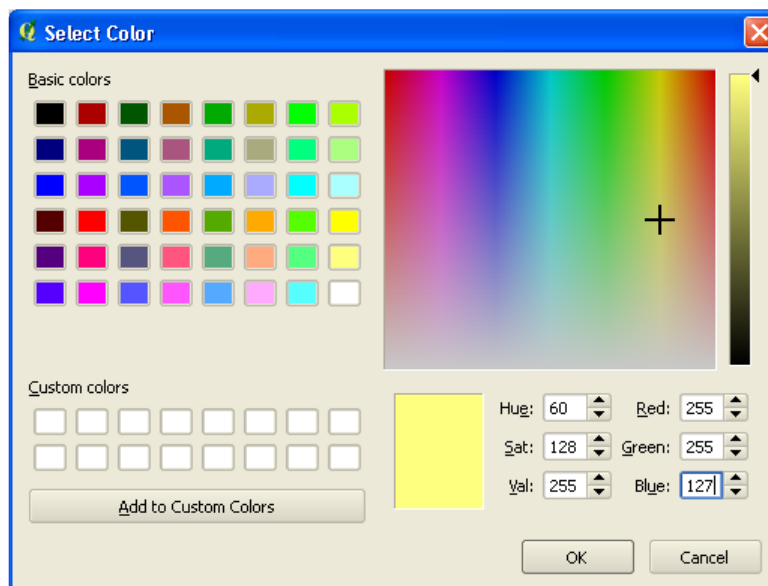 Select Color
Basic colors
Custom colors
Add to Custom Colors
Hue: 60 Red: 255
Sat: 128 Green: 255
Val: 255 Blue: 127
OK Cancel